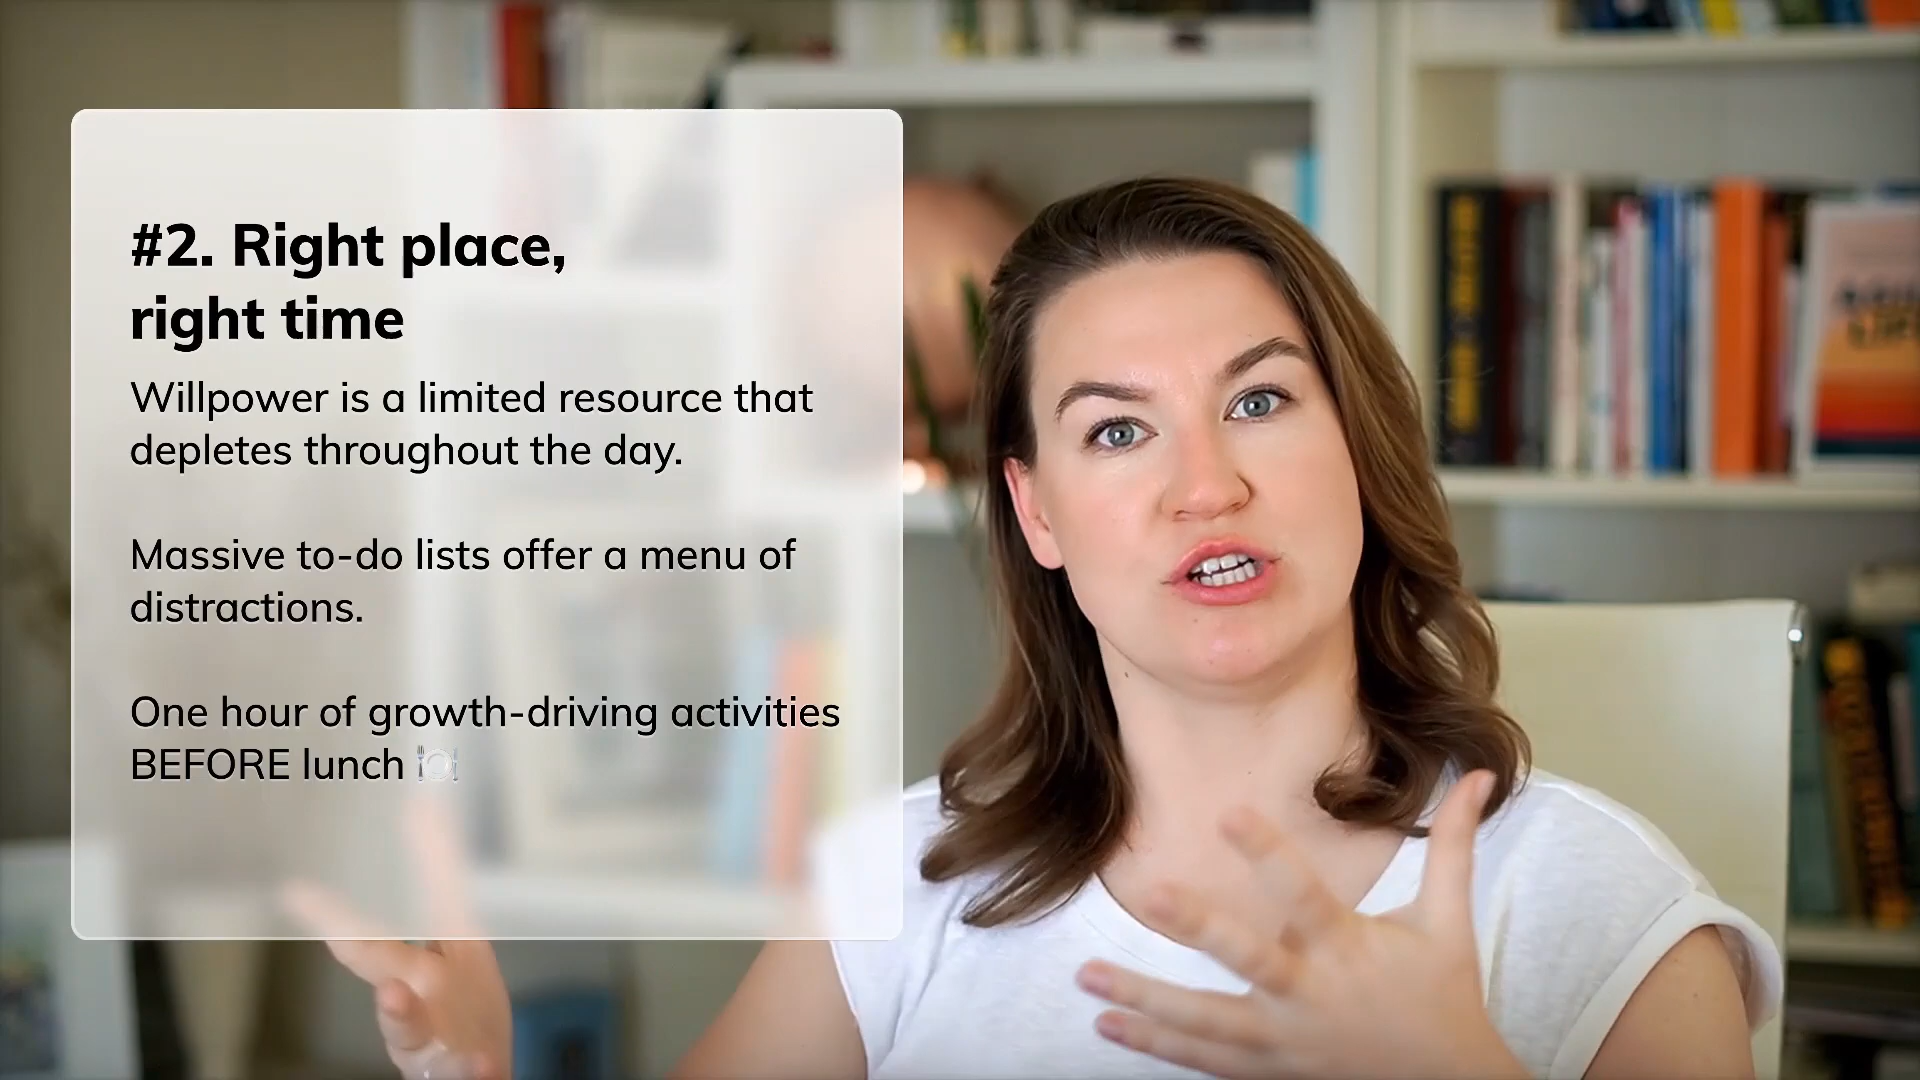 #2. Right place,
right time
Willpower is a limited resource that
depletes throughout the day.
Massive to-do lists offer a menu of
distractions.
One hour of growth-driving activities
BEFORE lunch 🍽️